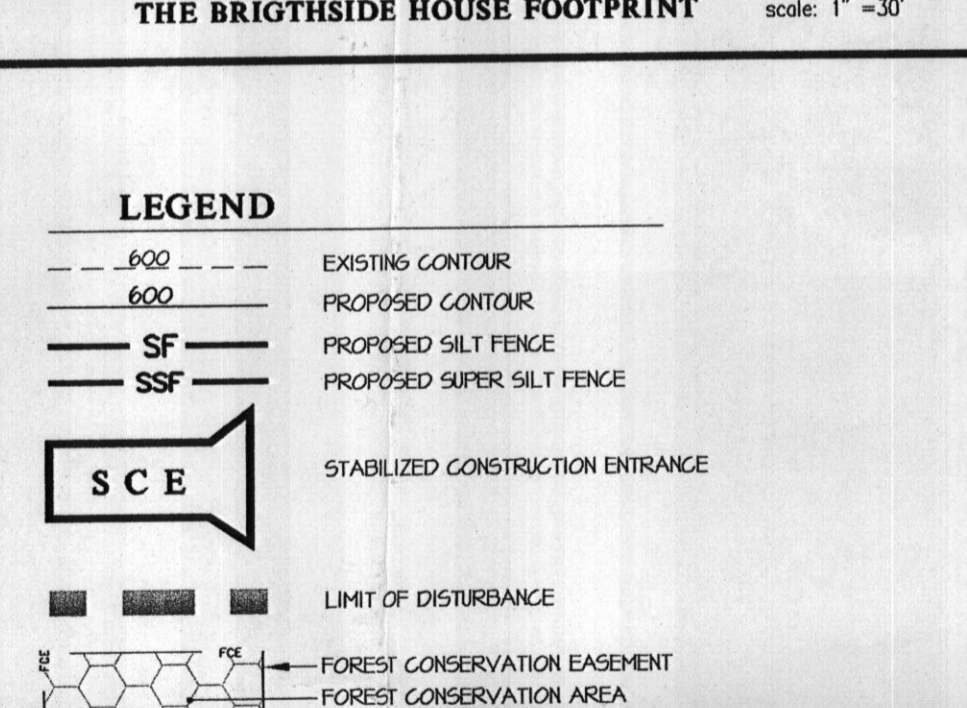 THE BRIGTHSIDE HOUSE FOOTPRINT scale: 1" =30'
LEGEND
600 EXISTING CONTOUR
600 PROPOSED CONTOUR
SF PROPOSED SILT FENCE
SSF PROPOSED SUPER SILT FENCE
SCE STABILIZED CONSTRUCTION ENTRANCE
LIMIT OF DISTURBANCE
FCE FCE FOREST CONSERVATION EASEMENT
FOREST CONSERVATION AREA